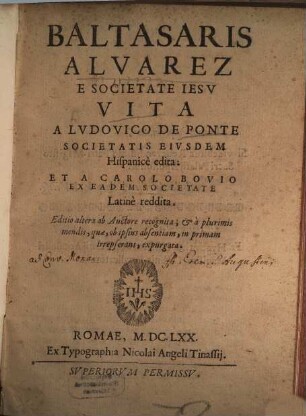 BALTASARIS
ALVAREZ
E SOCIETATE IESV
VITA
A LVDOVICO DE PONTE
SOCIETATIS EIVSDEM
Hispanicè edita:
ET A CAROLO BOVIO
EX EADEM SOCIETATE
Latinè reddita.
Editio altera ab Auctore recognita; & à plurimis
mendis, quæ, ob ipsius absentiam, in primam
irrepserant, expurgata.
IHS
ROMAE, M.DC.LXX.
Ex Typographia Nicolai Angeli Tinassij.
SVPERIORVM PERMISSV.